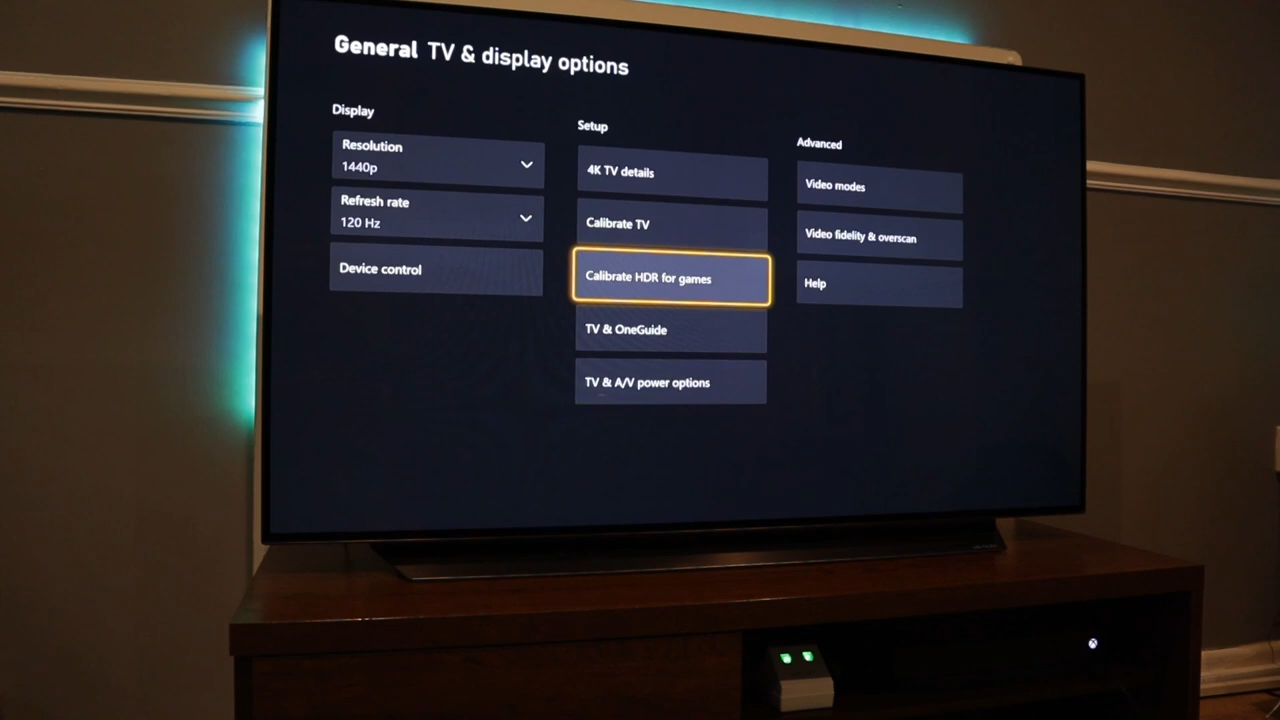 General TV & display options
Display
Resolution
1440p
Refresh rate
120 Hz
Device control
Setup
4K TV details
Calibrate TV
Calibrate HDR for games
TV & OneGuide
TV & A/V power options
Advanced
Video modes
Video fidelity & overscan
Help